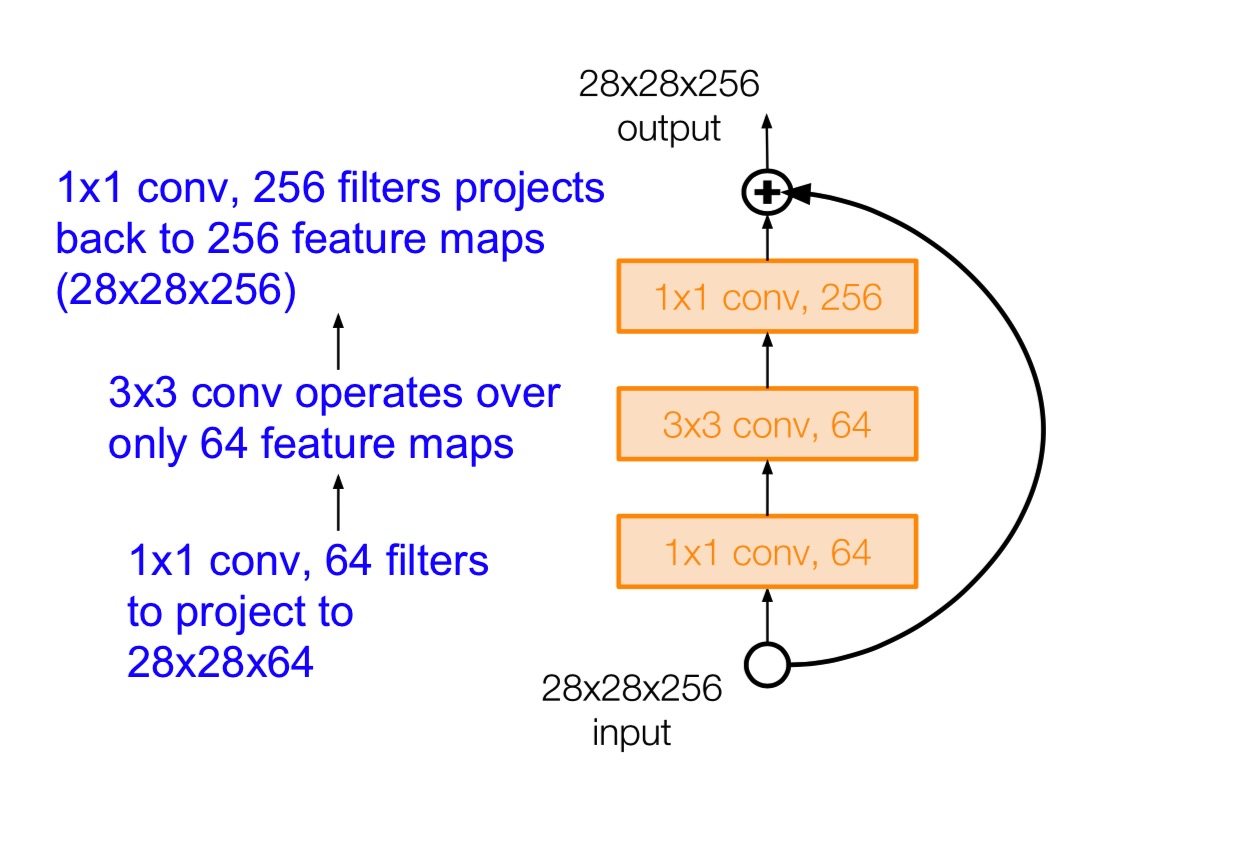 28x28x256
output
1x1 conv, 256 filters projects
back to 256 feature maps
(28x28x256)
3x3 conv operates over
only 64 feature maps
1x1 conv, 64 filters
to project to
28x28x64
+
1x1 conv, 256
3x3 conv, 64
1x1 conv, 64
28x28x256
input